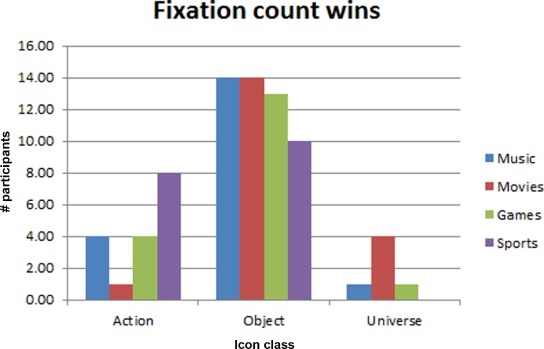 Fixation count wins
16.00
14.00
12.00
10.00
8.00
6.00
4.00
2.00
0.00
# participants
Action Object Universe
Icon class
Music
Movies
Games
Sports